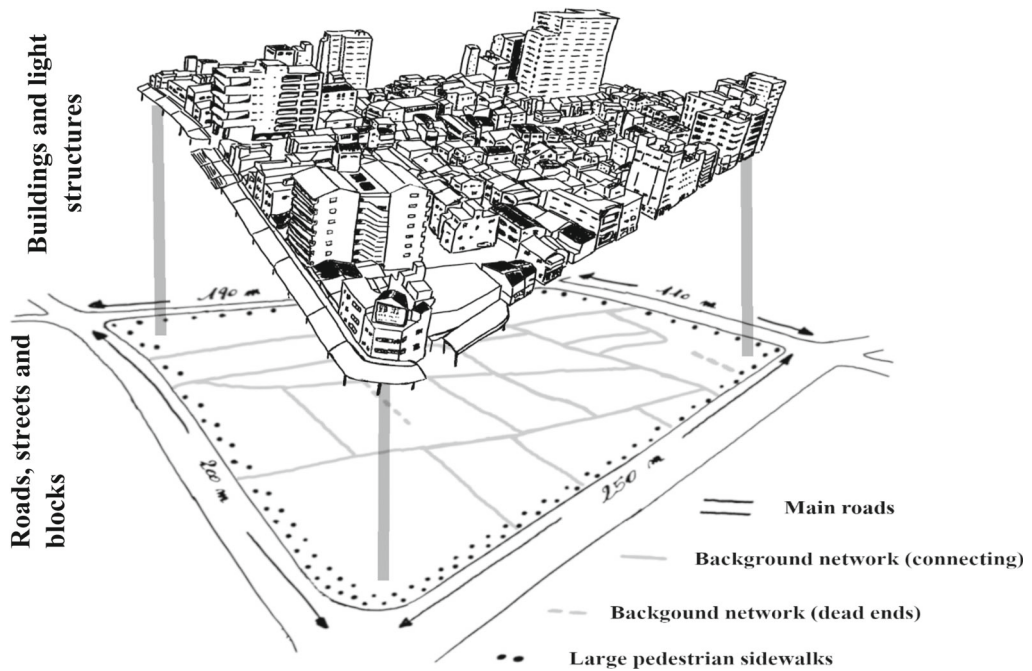 Buildings and light
structures
190 m
110 m
Roads, streets and
blocks
200 m
250 m
Main roads
Background network (connecting)
Backgound network (dead ends)
Large pedestrian sidewalks